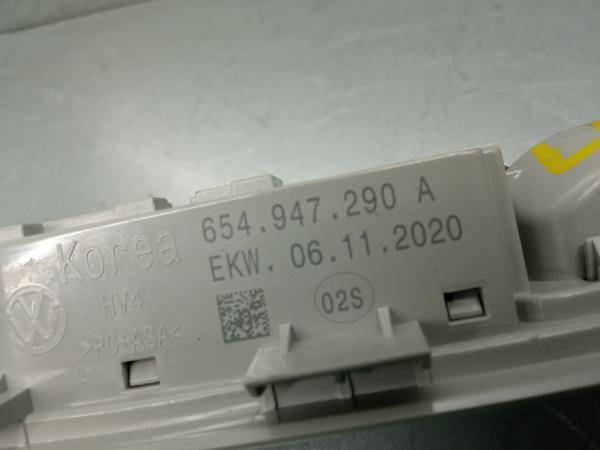 654.947.290 A
Korea
EKW. 06.11.2020
HV4
02S
>PC+ASA<